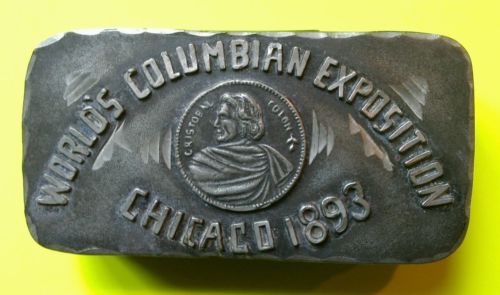 WORLD'S COLUMBIAN EXPOSITION
CRISTOBAL COLON
CHICAGO 1893